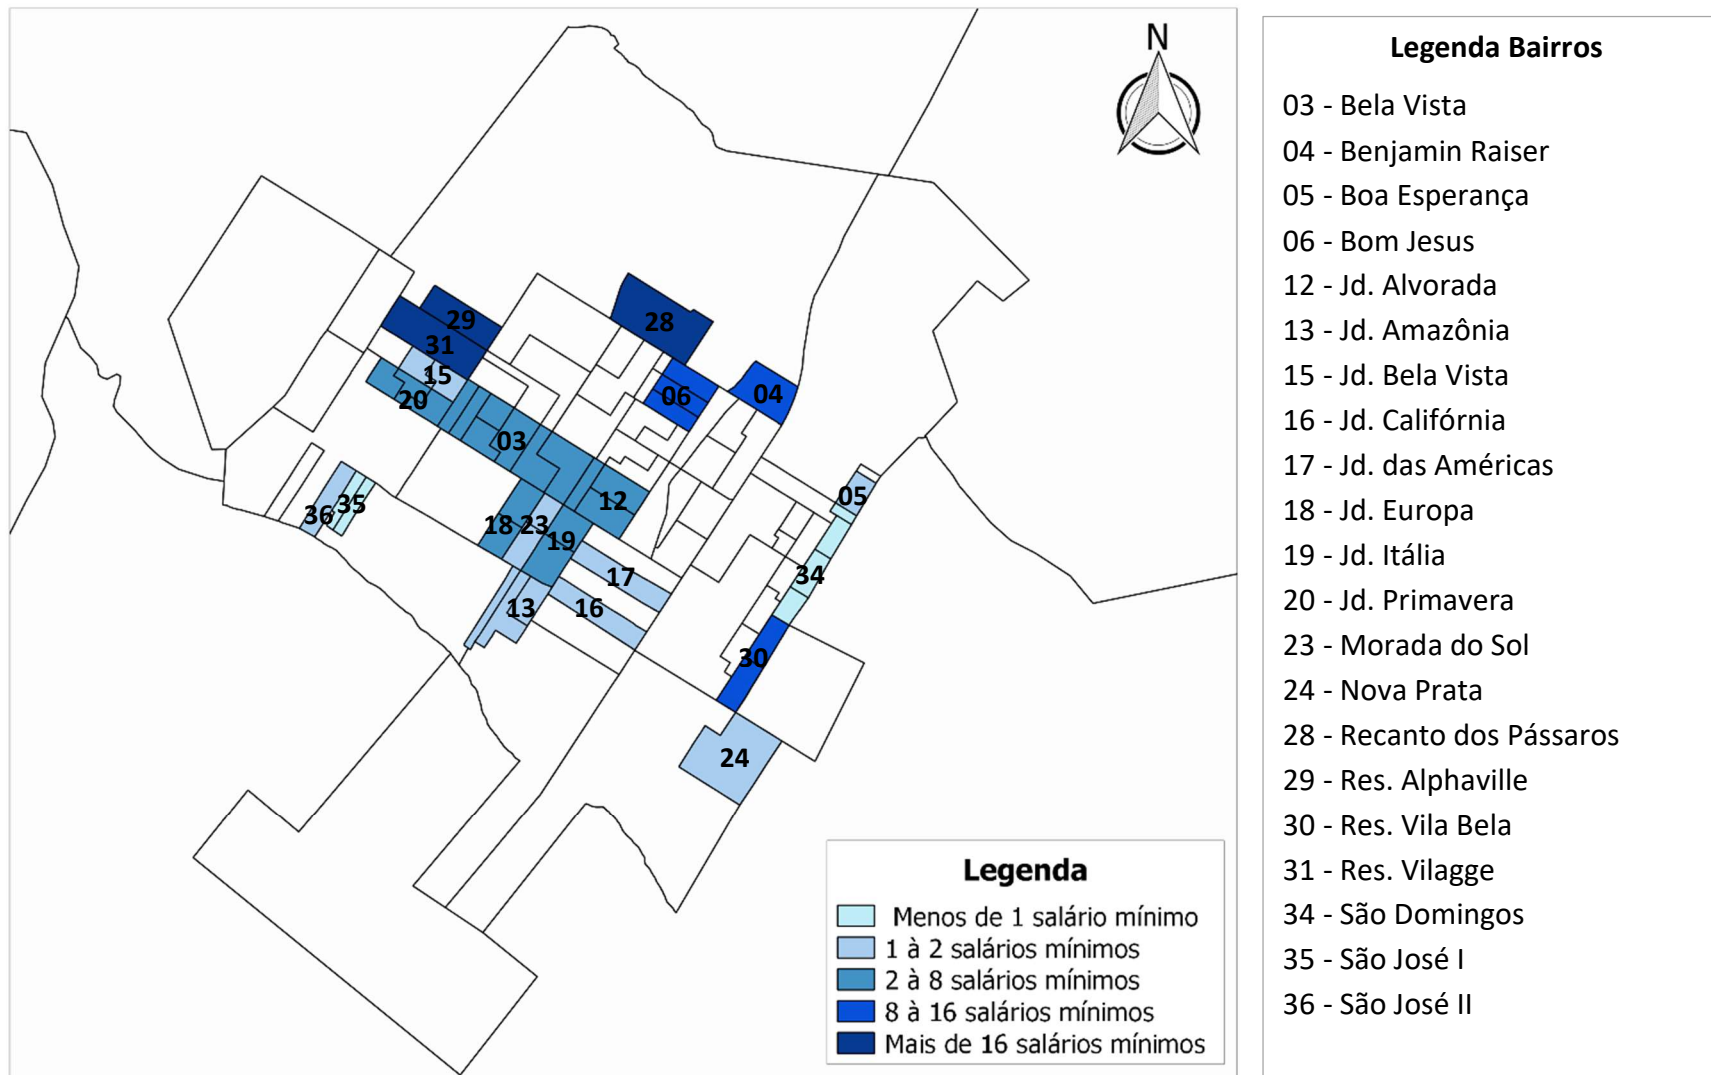 N
29
28
31
15
06
04
20
03
05
12
35
36
18
23
19
34
17
13
16
30
24
Legenda
Menos de 1 salário mínimo
1 à 2 salários mínimos
2 à 8 salários mínimos
8 à 16 salários mínimos
Mais de 16 salários mínimos
Legenda Bairros
03 - Bela Vista
04 - Benjamin Raiser
05 - Boa Esperança
06 - Bom Jesus
12 - Jd. Alvorada
13 - Jd. Amazônia
15 - Jd. Bela Vista
16 - Jd. Califórnia
17 - Jd. das Américas
18 - Jd. Europa
19 - Jd. Itália
20 - Jd. Primavera
23 - Morada do Sol
24 - Nova Prata
28 - Recanto dos Pássaros
29 - Res. Alphaville
30 - Res. Vila Bela
31 - Res. Vilagge
34 - São Domingos
35 - São José I
36 - São José II